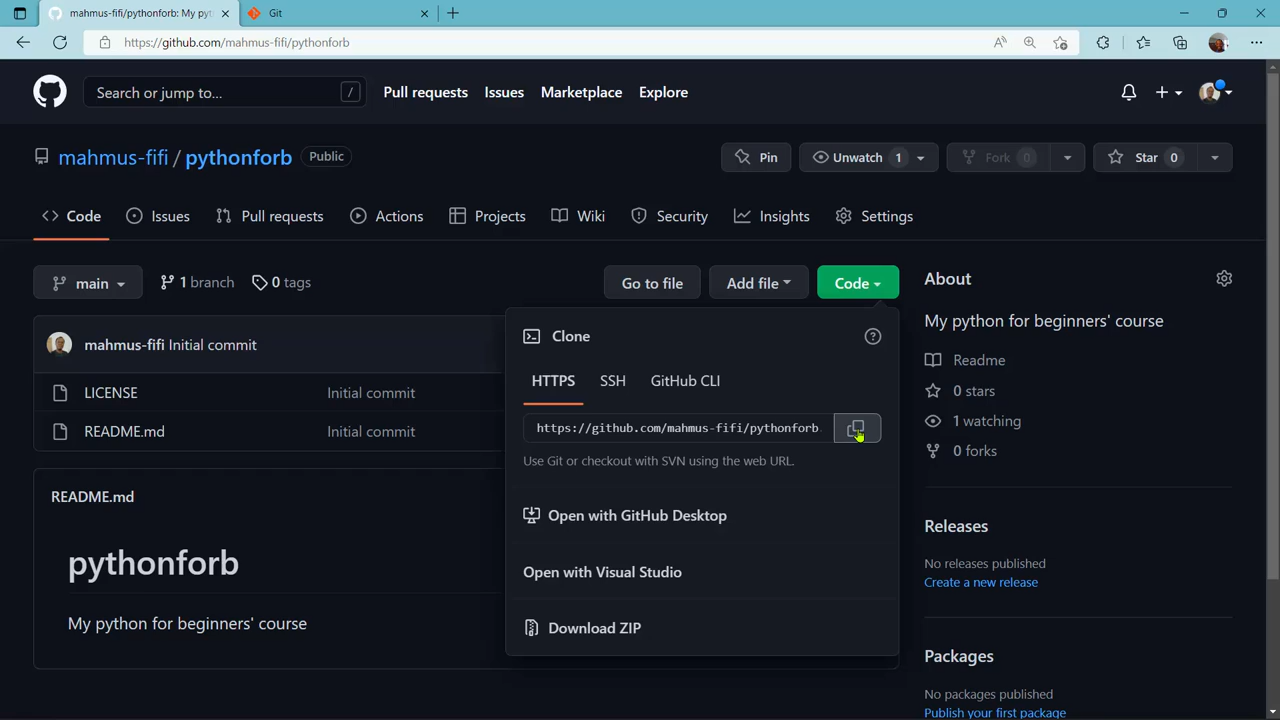 mahmus-fifi/pythonforb: My pyt
Git
https://github.com/mahmus-fifi/pythonforb
Search or jump to... /
Pull requests Issues Marketplace Explore
mahmus-fifi / pythonforb Public
Pin
Unwatch 1
Fork 0
Star 0
Code
Issues
Pull requests
Actions
Projects
Wiki
Security
Insights
Settings
main
1 branch
0 tags
Go to file
Add file
Code
mahmus-fifi Initial commit
LICENSE Initial commit
README.md Initial commit
README.md
pythonforb
My python for beginners' course
Clone
HTTPS SSH GitHub CLI
https://github.com/mahmus-fifi/pythonforb.
Use Git or checkout with SVN using the web URL.
Open with GitHub Desktop
Open with Visual Studio
Download ZIP
About
My python for beginners' course
Readme
0 stars
1 watching
0 forks
Releases
No releases published
Create a new release
Packages
No packages published
Publish your first package